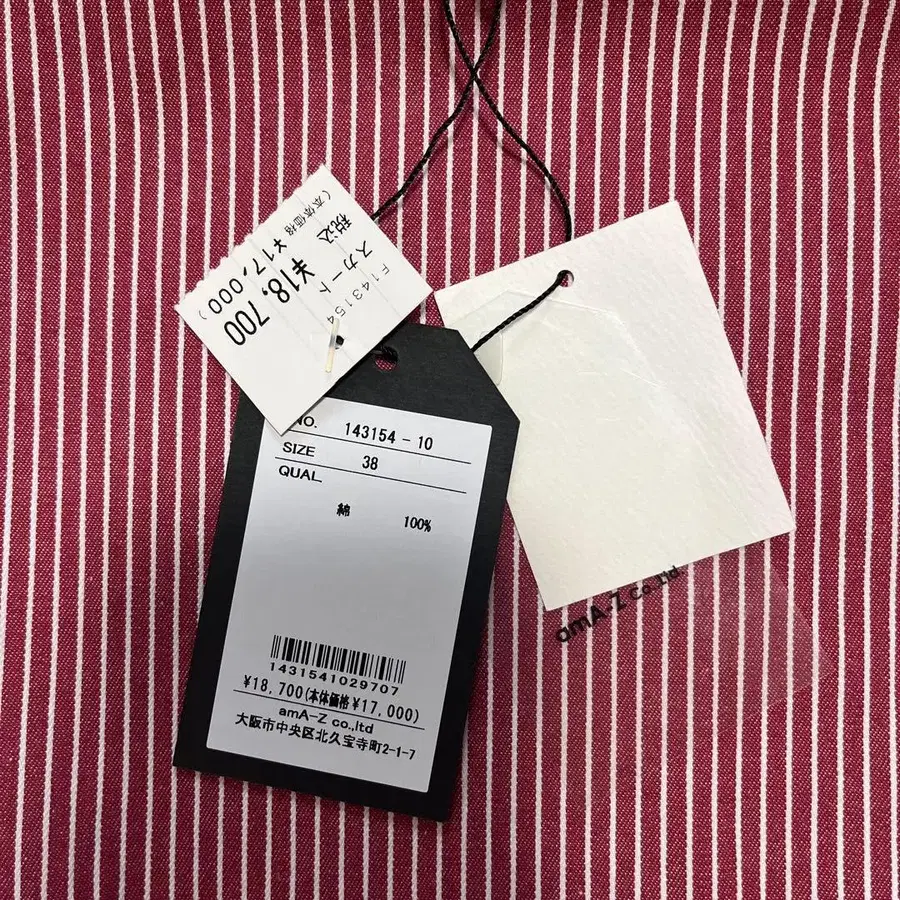 F143154
スカート
税込 ¥18,700
(本体価格 ¥17,000)
NO. 143154-10
SIZE 38
QUAL
綿 100%
1431541029707
¥18,700(本体価格¥17,000)
amA-Z co.,ltd
大阪市中央区北久宝寺町2-1-7
amA-Z Co.,ltd